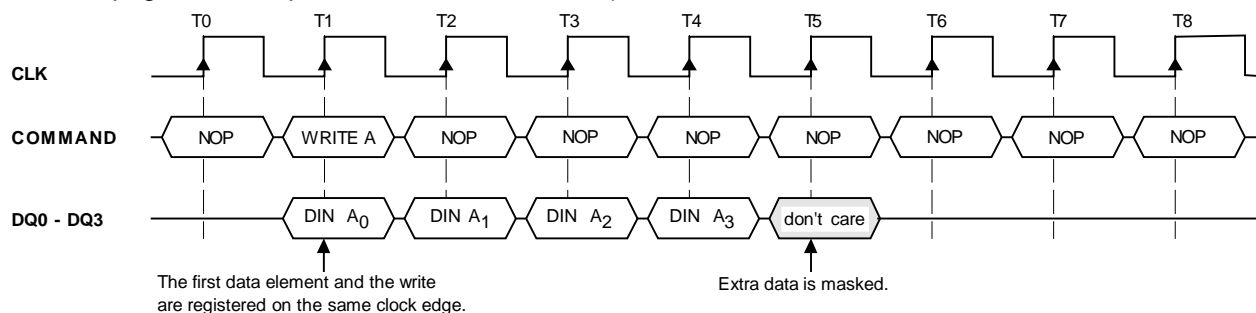 T0 T1 T2 T3 T4 T5 T6 T7 T8
CLK
COMMAND NOP WRITE A NOP NOP NOP NOP NOP NOP NOP
DQ0 - DQ3 DIN A0 DIN A1 DIN A2 DIN A3 don't care
The first data element and the write Extra data is masked.
are registered on the same clock edge.